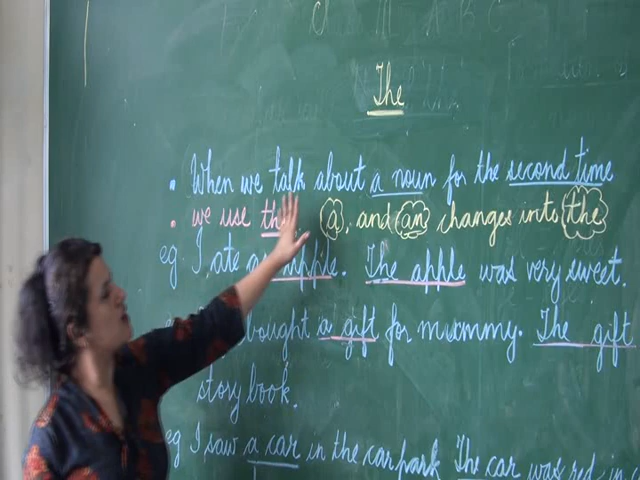 The
• When we talk about a noun for the second time
• we use the a, and an changes into the
eg I ate an apple. The apple was very sweet.
bought a gift for mummy. The gift
story book.
eg I saw a car in the car park The car was red